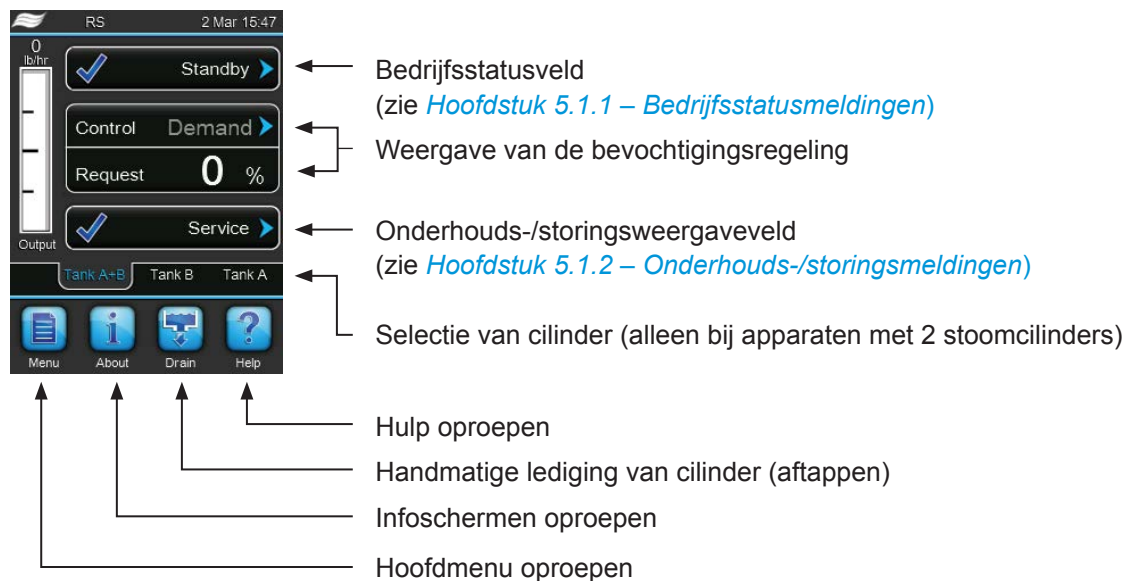 RS 2 Mar 15:47
0
lb/hr
Standby
Control Demand
Request 0 %
Service
Output
Tank A+B Tank B Tank A
Menu About Drain Help
Bedrijfsstatusveld
(zie Hoofdstuk 5.1.1 – Bedrijfsstatusmeldingen)
Weergave van de bevochtigingsregeling
Onderhouds-/storingsweergaveveld
(zie Hoofdstuk 5.1.2 – Onderhouds-/storingsmeldingen)
Selectie van cilinder (alleen bij apparaten met 2 stoomcilinders)
Hulp oproepen
Handmatige lediging van cilinder (aftappen)
Infoschermen oproepen
Hoofdmenu oproepen